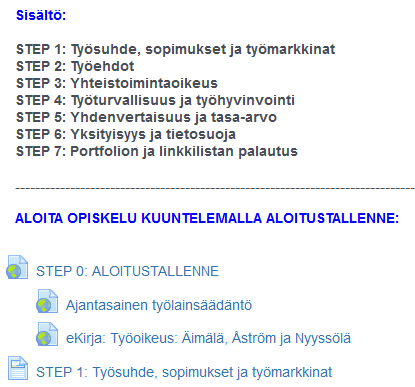 Sisältö:
STEP 1: Työsuhde, sopimukset ja työmarkkinat
STEP 2: Työehdot
STEP 3: Yhteistoimintaoikeus
STEP 4: Työturvallisuus ja työhyvinvointi
STEP 5: Yhdenvertaisuus ja tasa-arvo
STEP 6: Yksityisyys ja tietosuoja
STEP 7: Portfolion ja linkkilistan palautus
ALOITA OPISKELU KUUNTELEMALLA ALOITUSTALLENNE:
STEP 0: ALOITUSTALLENNE
Ajantasainen työlainsäädäntö
eKirja: Työoikeus: Äimälä, Åström ja Nyyssölä
STEP 1: Työsuhde, sopimukset ja työmarkkinat